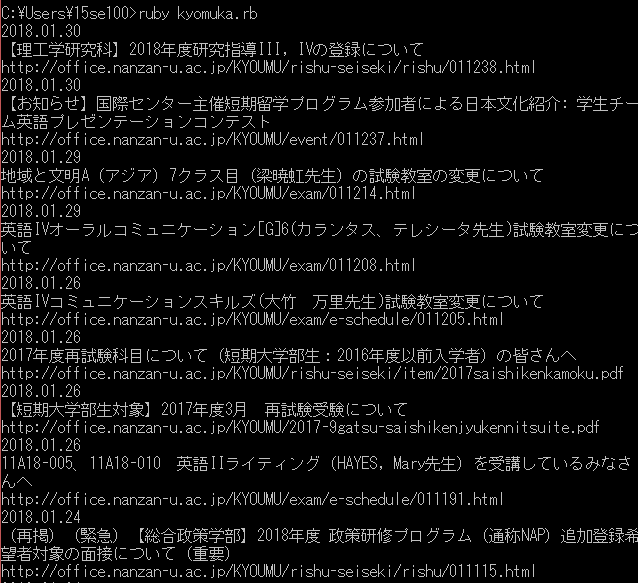 C:¥Users¥15se100>ruby kyomuka.rb
2018.01.30
【理工学研究科】2018年度研究指導III，IVの登録について
http://office.nanzan-u.ac.jp/KYOUMU/rishu-seiseki/rishu/011238.html
2018.01.30
【お知らせ】国際センター主催短期留学プログラム参加者による日本文化紹介: 学生チー
ム英語プレゼンテーションコンテスト
http://office.nanzan-u.ac.jp/KYOUMU/event/011237.html
2018.01.29
地域と文明A（アジア）7クラス目（梁暁虹先生）の試験教室の変更について
http://office.nanzan-u.ac.jp/KYOUMU/exam/011214.html
2018.01.29
英語IVオーラルコミュニケーション[G]6(カランタス、テレシータ先生)試験教室変更につ
いて
http://office.nanzan-u.ac.jp/KYOUMU/exam/011208.html
2018.01.26
英語IVコミュニケーションスキルズ(大竹　万里先生)試験教室変更について
http://office.nanzan-u.ac.jp/KYOUMU/exam/e-schedule/011205.html
2018.01.26
2017年度再試験科目について（短期大学部生：2016年度以前入学者）の皆さんへ
http://office.nanzan-u.ac.jp/KYOUMU/rishu-seiseki/item/2017saishikenkamoku.pdf
2018.01.26
【短期大学部生対象】2017年度3月　再試験受験について
http://office.nanzan-u.ac.jp/KYOUMU/2017-9gatsu-saishikenjyukennitsuite.pdf
2018.01.26
11A18-005、11A18-010　英語IIライティング（HAYES，Mary先生）を受講しているみなさ
んへ
http://office.nanzan-u.ac.jp/KYOUMU/exam/e-schedule/011191.html
2018.01.24
（再掲）（緊急）【総合政策学部】2018年度 政策研修プログラム（通称NAP）追加登録希
望者対象の面接について（重要）
http://office.nanzan-u.ac.jp/KYOUMU/rishu-seiseki/rishu/011115.html